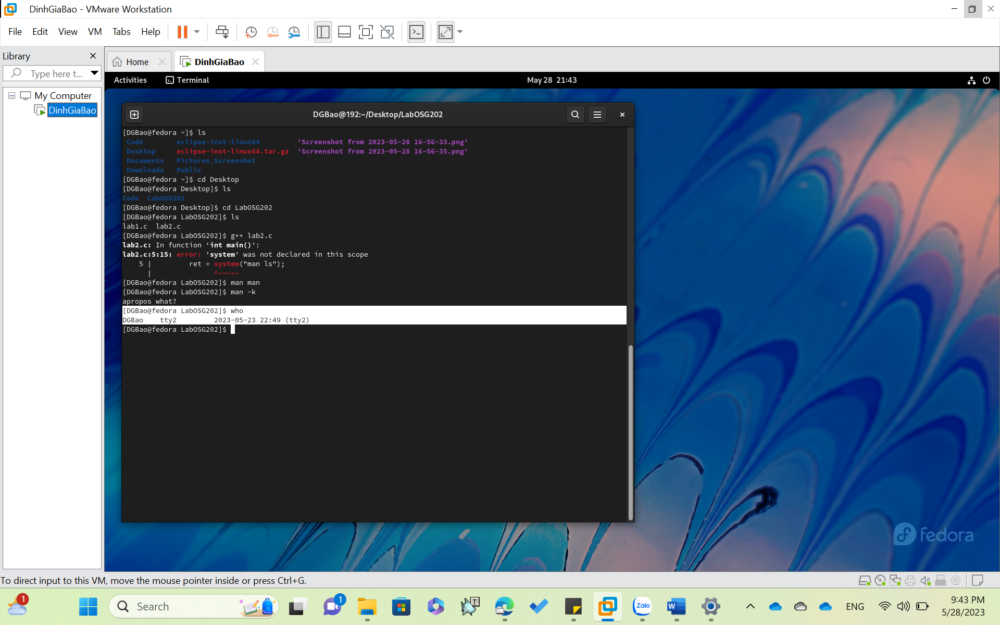 DinhGiaBao - VMware Workstation
File Edit View VM Tabs Help
Library
Type here t...
My Computer
DinhGiaBao
Home
DinhGiaBao
Activities
Terminal
May 28 21:43
DGBao@192:~/Desktop/LabOSG202
[DGBao@fedora ~]$ ls
Code eclipse-inst-linux64 'Screenshot from 2023-05-28 16-56-33.png'
Desktop eclipse-inst-linux64.tar.gz 'Screenshot from 2023-05-28 16-56-35.png'
Documents Pictures_Screenshot
Downloads Public
[DGBao@fedora ~]$ cd Desktop
[DGBao@fedora Desktop]$ ls
Code LabOSG202
[DGBao@fedora Desktop]$ cd LabOSG202
[DGBao@fedora LabOSG202]$ ls
lab1.c lab2.c
[DGBao@fedora LabOSG202]$ g++ lab2.c
lab2.c: In function ‘int main()’:
lab2.c:5:15: error: ‘system’ was not declared in this scope
5 | ret = system("man ls");
| ^~~~~~
[DGBao@fedora LabOSG202]$ man man
[DGBao@fedora LabOSG202]$ man -k
apropos what?
[DGBao@fedora LabOSG202]$ who
DGBao tty2 2023-05-23 22:49 (tty2)
[DGBao@fedora LabOSG202]$
fedora
To direct input to this VM, move the mouse pointer inside or press Ctrl+G.
1
Search
1
T
Zalo
W
ENG
9:43 PM
5/28/2023